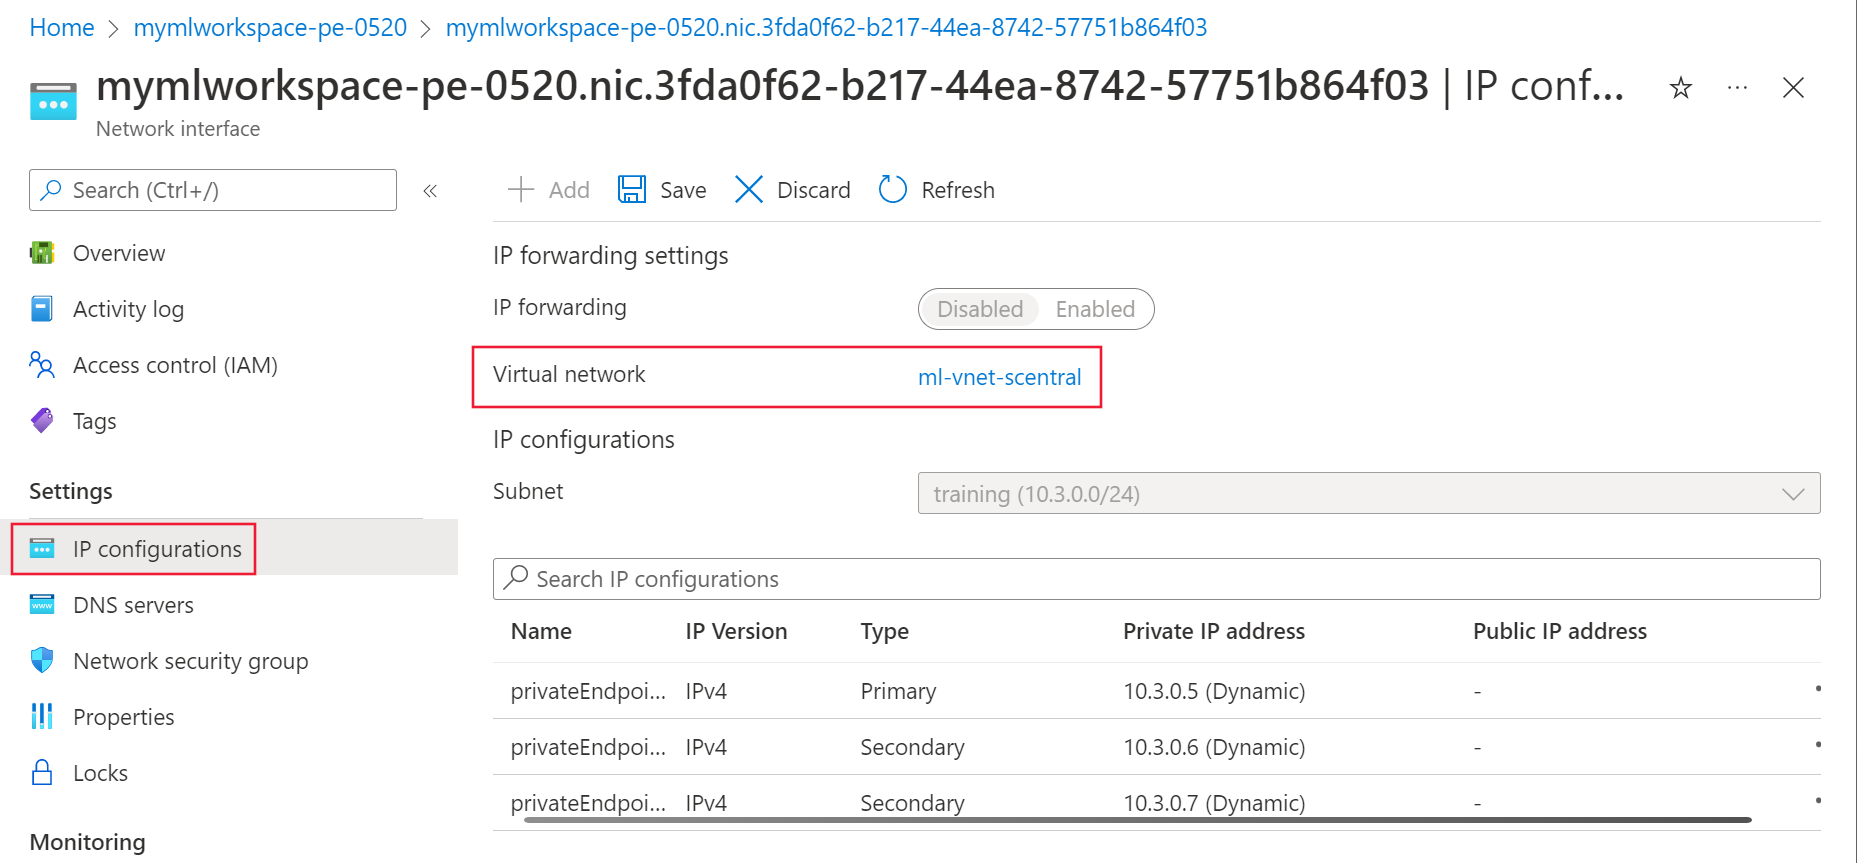 Home > mymlworkspace-pe-0520 > mymlworkspace-pe-0520.nic.3fda0f62-b217-44ea-8742-57751b864f03
mymlworkspace-pe-0520.nic.3fda0f62-b217-44ea-8742-57751b864f03 | IP conf...
Network interface
Search (Ctrl+/)
Overview
Activity log
Access control (IAM)
Tags
Settings
IP configurations
DNS servers
Network security group
Properties
Locks
Monitoring
Add Save Discard Refresh
IP forwarding settings
IP forwarding Disabled Enabled
Virtual network ml-vnet-scentral
IP configurations
Subnet training (10.3.0.0/24)
Search IP configurations
Name IP Version Type Private IP address Public IP address
privateEndpoi... IPv4 Primary 10.3.0.5 (Dynamic) -
privateEndpoi... IPv4 Secondary 10.3.0.6 (Dynamic) -
privateEndpoi... IPv4 Secondary 10.3.0.7 (Dynamic) -